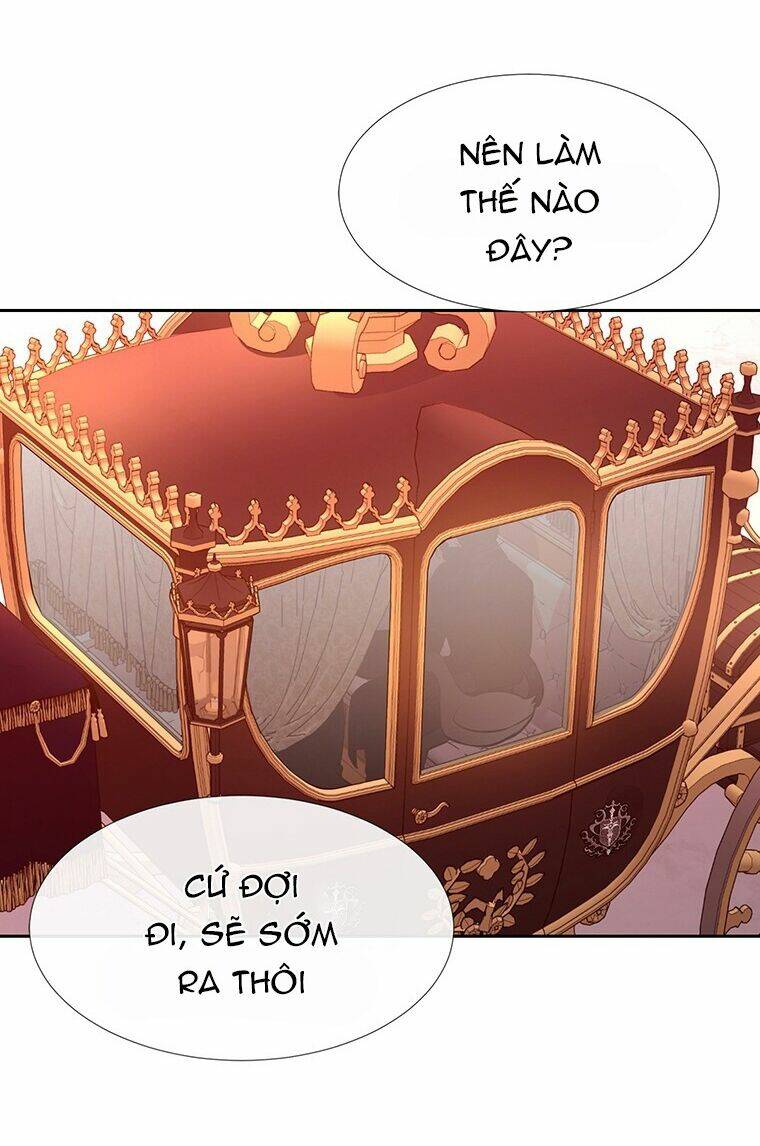 NÊN LÀM
THẾ NÀO
ĐÂY?
CỨ ĐỢI
ĐI, SẼ SỚM
RA THÔI